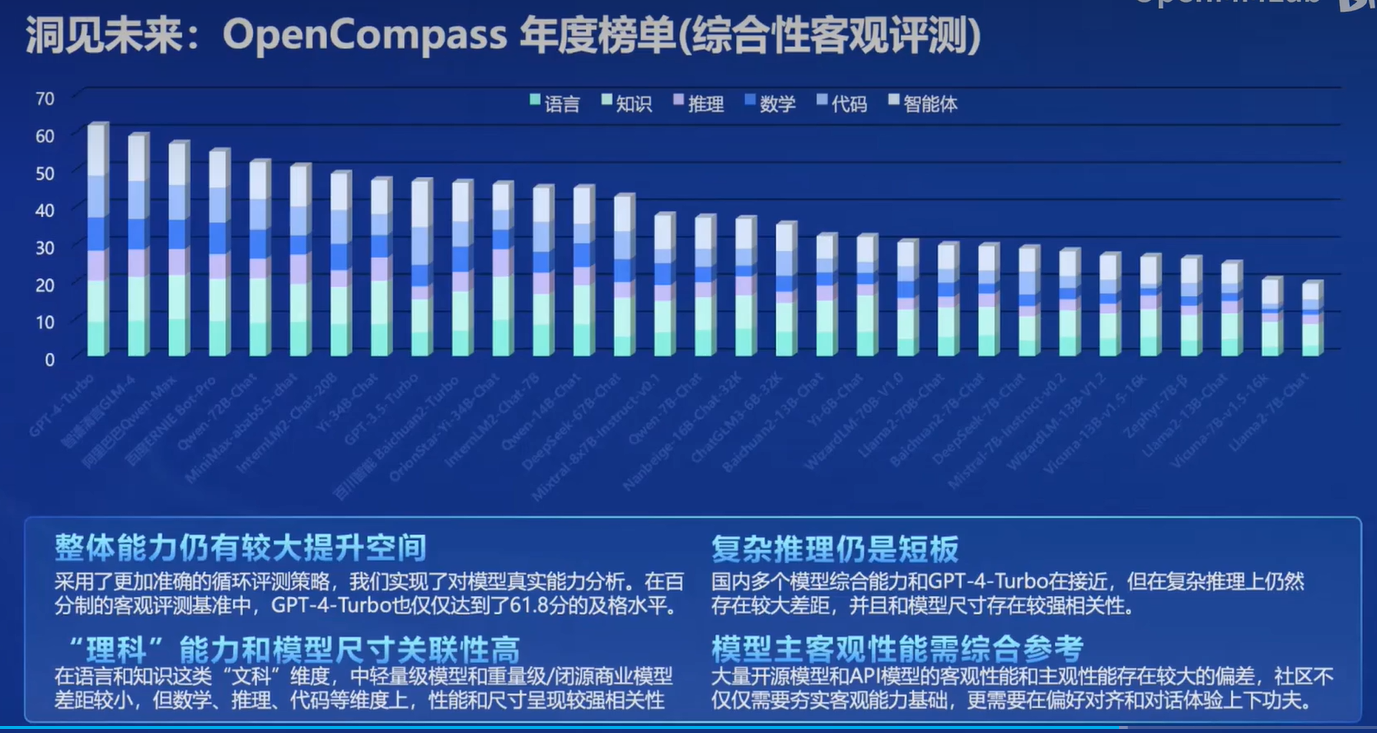 洞见未来：OpenCompass 年度榜单(综合性客观评测)
语言 知识 推理 数学 代码 智能体
70
60
50
40
30
20
10
0
GPT-4-Turbo
智谱清言GLM-4
阿里巴巴Qwen-Max
百度ERNIE Bot-Pro
Qwen-72B-Chat
MiniMax-abab5.5-chat
InternLM2-Chat-20B
Yi-34B-Chat
GPT-3.5-Turbo
百川智能 Baichuan2-Turbo
OrionStar-Yi-34B-Chat
InternLM2-Chat-7B
Qwen-14B-Chat
DeepSeek-67B-Chat
Mixtral-8x7B-Instruct-v0.1
Qwen-7B-Chat
Nanbeige-16B-Chat-32K
ChatGLM3-6B-32K
Baichuan2-13B-Chat
Yi-6B-Chat
WizardLM-70B-V1.0
Llama2-70B-Chat
Baichuan2-7B-Chat
DeepSeek-7B-Chat
Mistral-7B-Instruct-v0.2
WizardLM-13B-V1.2
Vicuna-13B-v1.5-16k
Zephyr-7B-β
Llama2-13B-Chat
Vicuna-7B-v1.5-16k
Llama2-7B-Chat
整体能力仍有较大提升空间
采用了更加准确的循环评测策略，我们实现了对模型真实能力分析。在百
分制的客观评测基准中，GPT-4-Turbo也仅仅达到了61.8分的及格水平。
“理科”能力和模型尺寸关联性高
在语言和知识这类“文科”维度，中轻量级模型和重量级/闭源商业模型
差距较小，但数学、推理、代码等维度上，性能和尺寸呈现较强相关性
复杂推理仍是短板
国内多个模型综合能力和GPT-4-Turbo在接近，但在复杂推理上仍然
存在较大差距，并且和模型尺寸存在较强相关性。
模型主客观性能需综合参考
大量开源模型和API模型的客观性能和主观性能存在较大的偏差，社区不
仅仅需要夯实客观能力基础，更需要在偏好对齐和对话体验上下功夫。